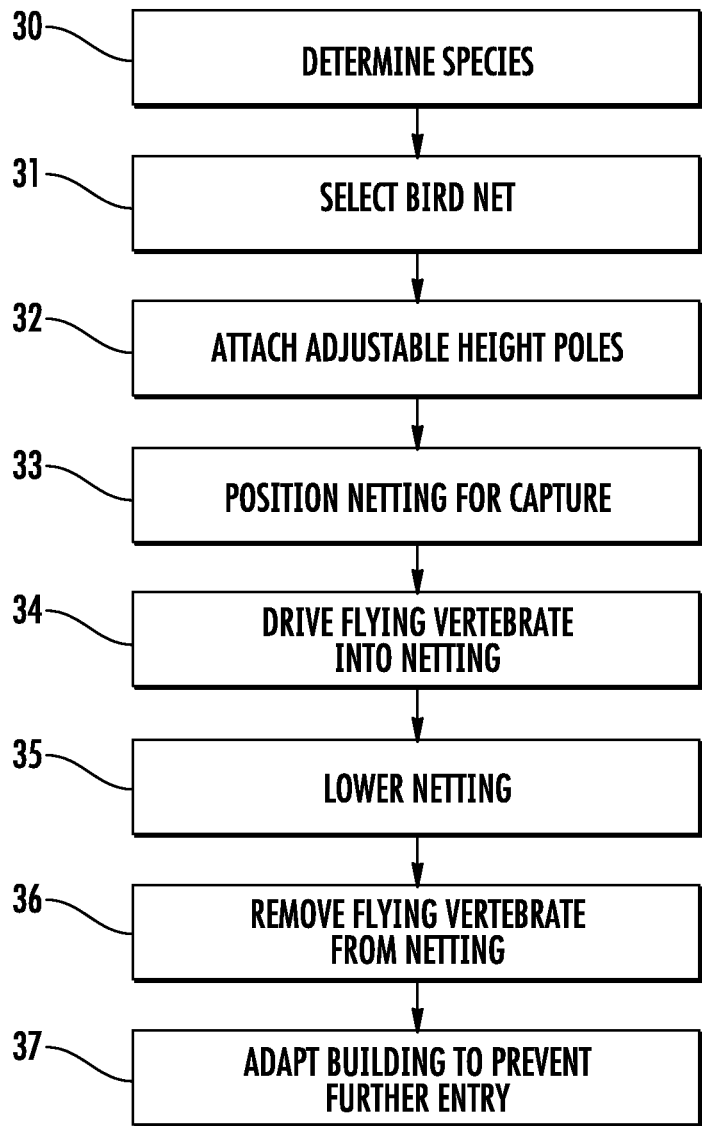 30
DETERMINE SPECIES
31
SELECT BIRD NET
32
ATTACH ADJUSTABLE HEIGHT POLES
33
POSITION NETTING FOR CAPTURE
34
DRIVE FLYING VERTEBRATE
INTO NETTING
35
LOWER NETTING
36
REMOVE FLYING VERTEBRATE
FROM NETTING
37
ADAPT BUILDING TO PREVENT
FURTHER ENTRY